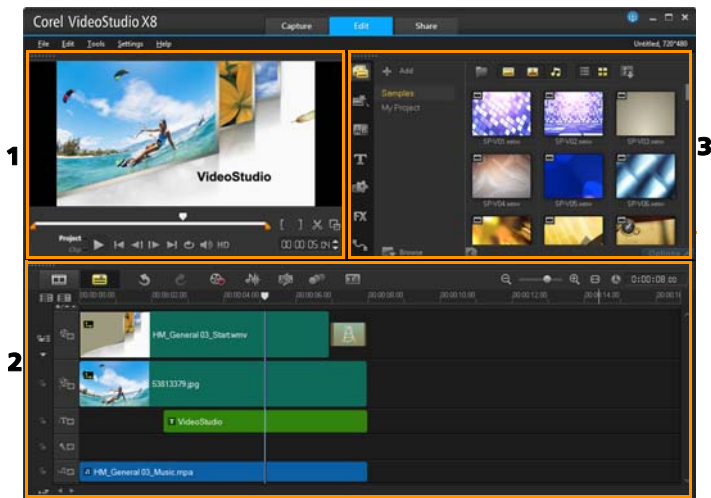 Corel VideoStudio X8
Capture
Edit
Share
File Edit Tools Settings Help
Untitled, 720*480
1
VideoStudio
Project
Clip
HD
00:00:05:04
3
Add
Samples
My Project
T
FX
SP-V01.wmv SP-V02.wmv SP-V03.wmv
SP-V04.wmv SP-V05.wmv SP-V06.wmv
Browse
Options
2
0:00:08:00
00:00:00.00 00:00:02.00 00:00:04.00 00:00:06.00 00:00:08.00 00:00:10.00 00:00:12.00 00:00:14.00
HM_General 03_Start.wmv
A
53813379.jpg
T VideoStudio
HM_General 03_Music.mpa